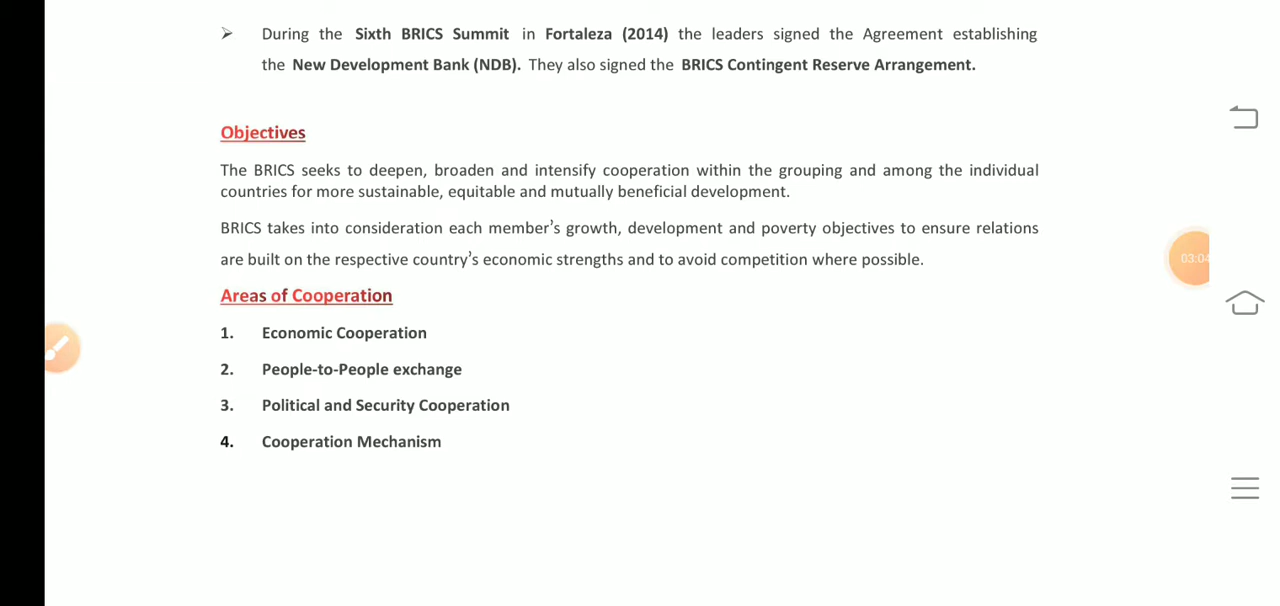 ➢ During the Sixth BRICS Summit in Fortaleza (2014) the leaders signed the Agreement establishing
the New Development Bank (NDB). They also signed the BRICS Contingent Reserve Arrangement.
Objectives
The BRICS seeks to deepen, broaden and intensify cooperation within the grouping and among the individual
countries for more sustainable, equitable and mutually beneficial development.
BRICS takes into consideration each member’s growth, development and poverty objectives to ensure relations
are built on the respective country’s economic strengths and to avoid competition where possible.
Areas of Cooperation
1. Economic Cooperation
2. People-to-People exchange
3. Political and Security Cooperation
4. Cooperation Mechanism
03:04